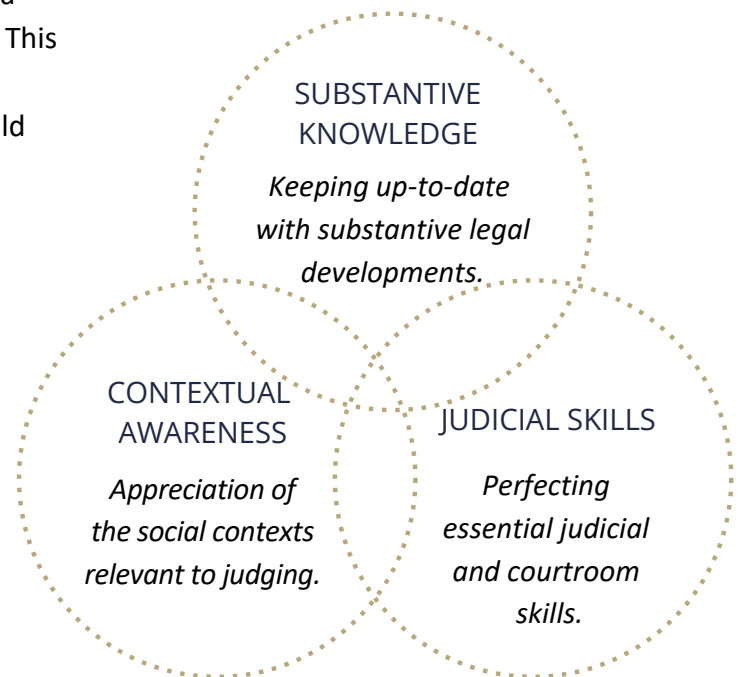 This
ld
SUBSTANTIVE
KNOWLEDGE
Keeping up-to-date
with substantive legal
developments.
CONTEXTUAL
AWARENESS
Appreciation of
the social contexts
relevant to judging.
JUDICIAL SKILLS
Perfecting
essential judicial
and courtroom
skills.